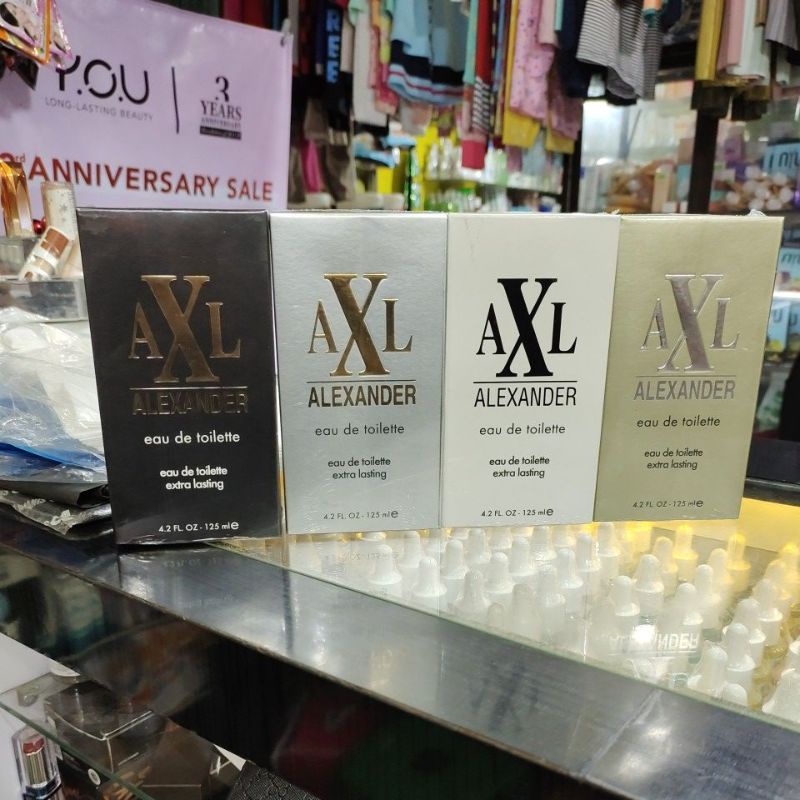 Y.O.U
LONG-LASTING BEAUTY
3
YEARS
ANNIVERSARY
rd ANNIVERSARY SALE
AXL
ALEXANDER
eau de toilette
eau de toilette
extra lasting
4.2 FL. OZ - 125 ml e
AXL
ALEXANDER
eau de toilette
eau de toilette
extra lasting
4.2 FL. OZ - 125 ml e
AXL
ALEXANDER
eau de toilette
eau de toilette
extra lasting
4.2 FL. OZ - 125 ml e
AXL
ALEXANDER
eau de toilette
eau de toilette
extra lasting
4.2 FL. OZ - 125 ml e